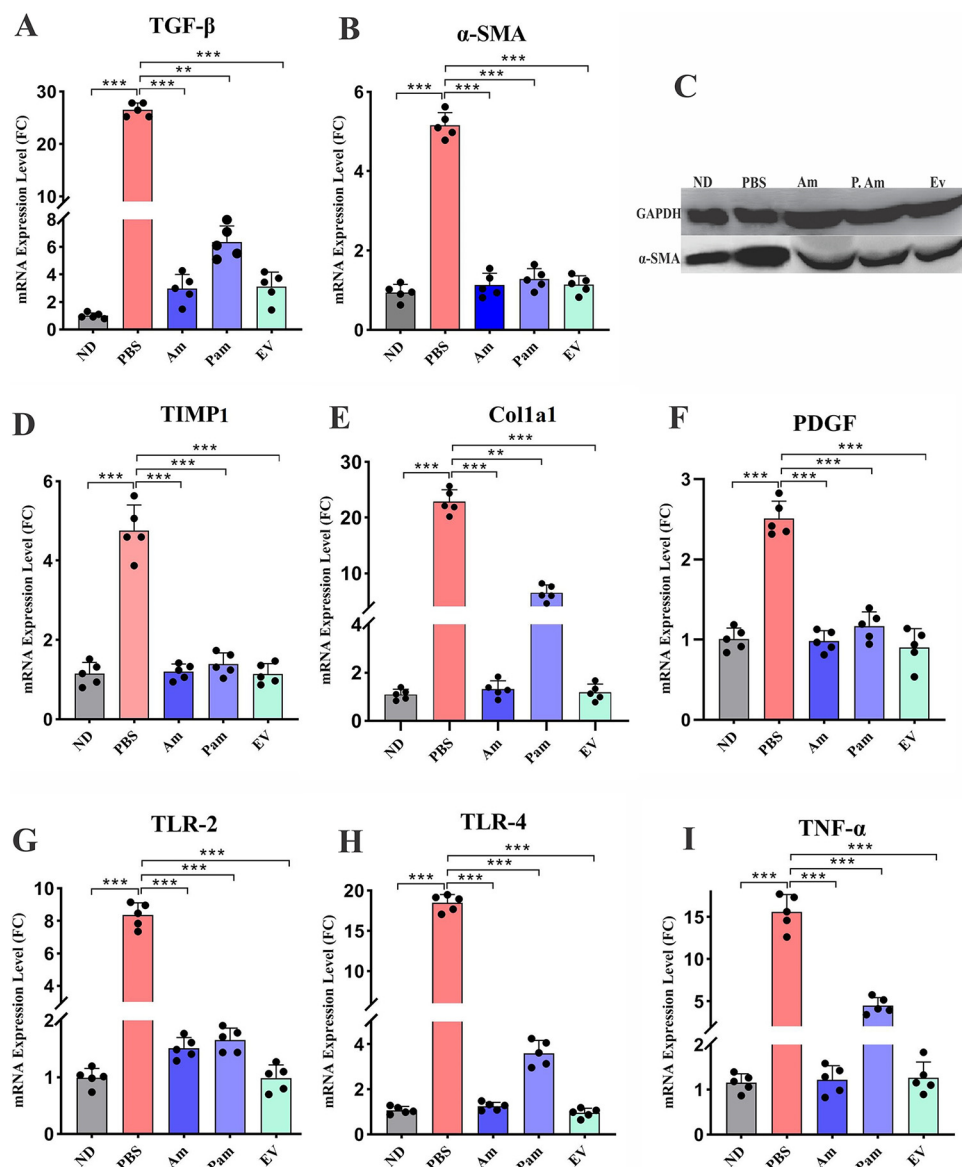 A
TGF-β
***
**
*** ***
mRNA Expression Level (FC)
30
20
10
8
6
4
2
0
ND PBS Am Pam EV
B
α-SMA
***
***
*** ***
mRNA Expression Level (FC)
6
4
2
0
ND PBS Am Pam EV
C
ND PBS Am P. Am Ev
GAPDH
α-SMA
D
TIMP1
***
***
*** ***
mRNA Expression Level (FC)
6
4
2
1
0
ND PBS Am Pam EV
E
Col1a1
***
**
*** ***
mRNA Expression Level (FC)
30
20
10
4
2
0
ND PBS Am Pam EV
F
PDGF
***
***
*** ***
mRNA Expression Level (FC)
3
2
1
0
ND PBS Am Pam EV
G
TLR-2
***
***
*** ***
mRNA Expression Level (FC)
10
8
6
4
2
1
0
ND PBS Am Pam EV
H
TLR-4
***
***
*** ***
mRNA Expression Level (FC)
20
15
10
6
4
2
0
ND PBS Am Pam EV
I
TNF-α
***
***
*** ***
mRNA Expression Level (FC)
15
10
5
2
1
0
ND PBS Am Pam EV